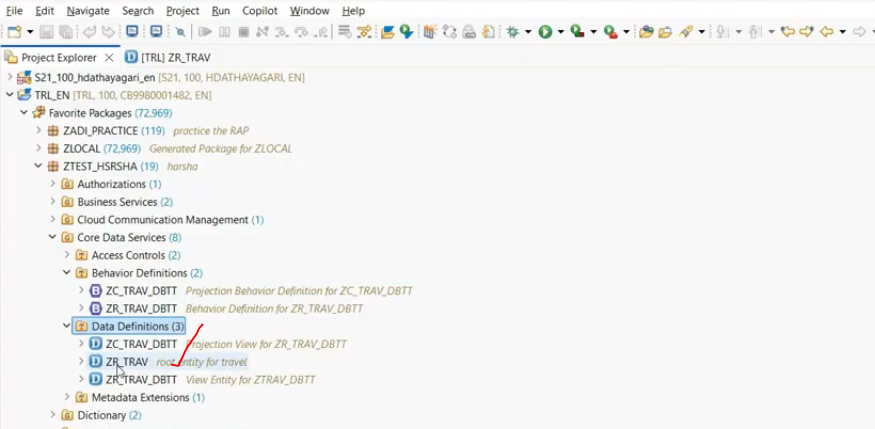 File Edit Navigate Search Project Run Copilot Window Help
Project Explorer [TRL] ZR_TRAV
S21_100_hdathayagari_en [S21, 100, HDATHAYAGARI, EN]
TRL_EN [TRL, 100, CB9980001482, EN]
Favorite Packages (72,969)
ZADI_PRACTICE (119) practice the RAP
ZLOCAL (72,969) Generated Package for ZLOCAL
ZTEST_HSRSHA (19) harsha
Authorizations (1)
Business Services (2)
Cloud Communication Management (1)
Core Data Services (8)
Access Controls (2)
Behavior Definitions (2)
ZC_TRAV_DBTT Projection Behavior Definition for ZC_TRAV_DBTT
ZR_TRAV_DBTT Behavior Definition for ZR_TRAV_DBTT
Data Definitions (3)
ZC_TRAV_DBTT Projection View for ZR_TRAV_DBTT
ZR_TRAV root entity for travel
ZR_TRAV_DBTT View Entity for ZTRAV_DBTT
Metadata Extensions (1)
Dictionary (2)